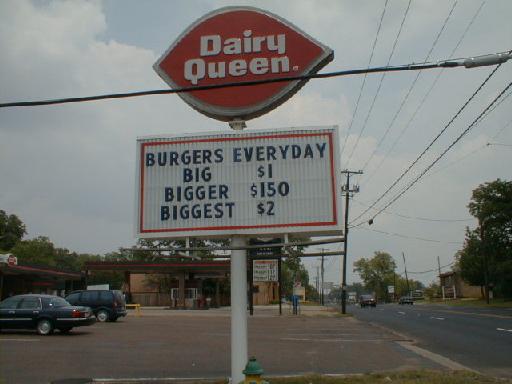 Dairy
Queen
BURGERS EVERYDAY
BIG $1
BIGGER $150
BIGGEST $2